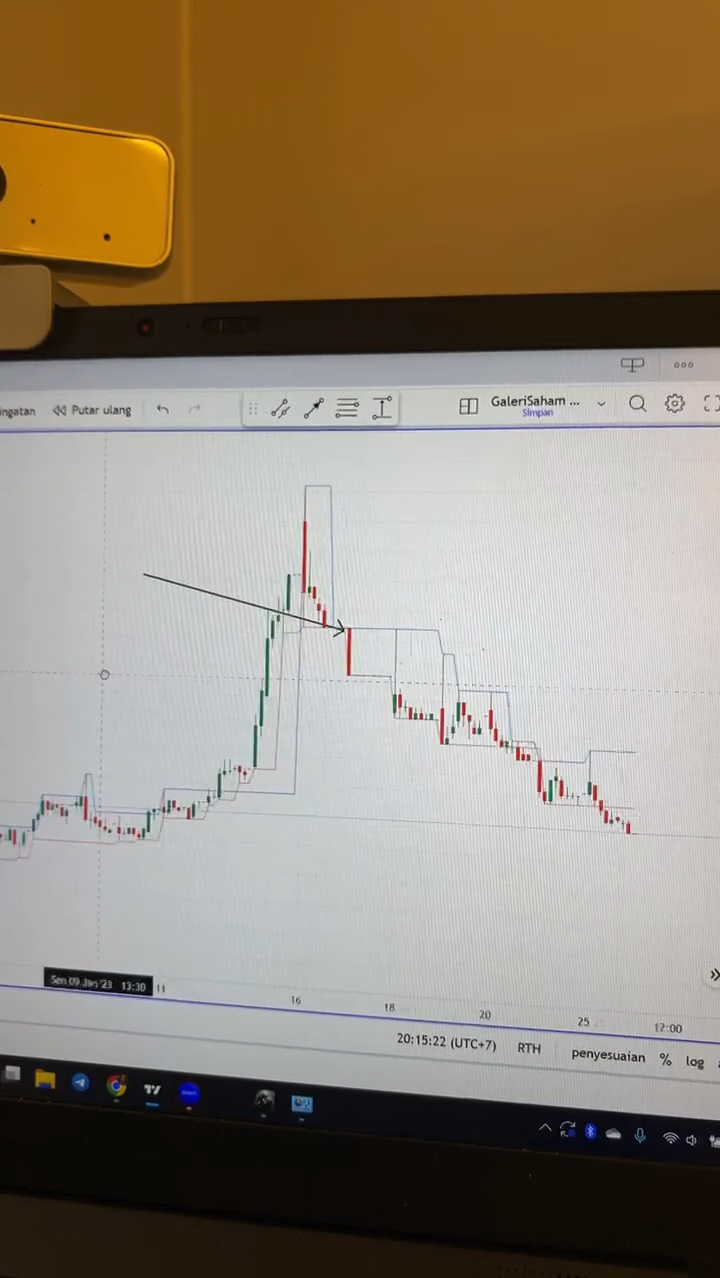 ingatan
Putar ulang
GaleriSaham ...
Simpan
Sen 09 Jan '23 13:30
11
16
18
20
25
12:00
20:15:22 (UTC+7)
RTH
penyesuaian
%
log